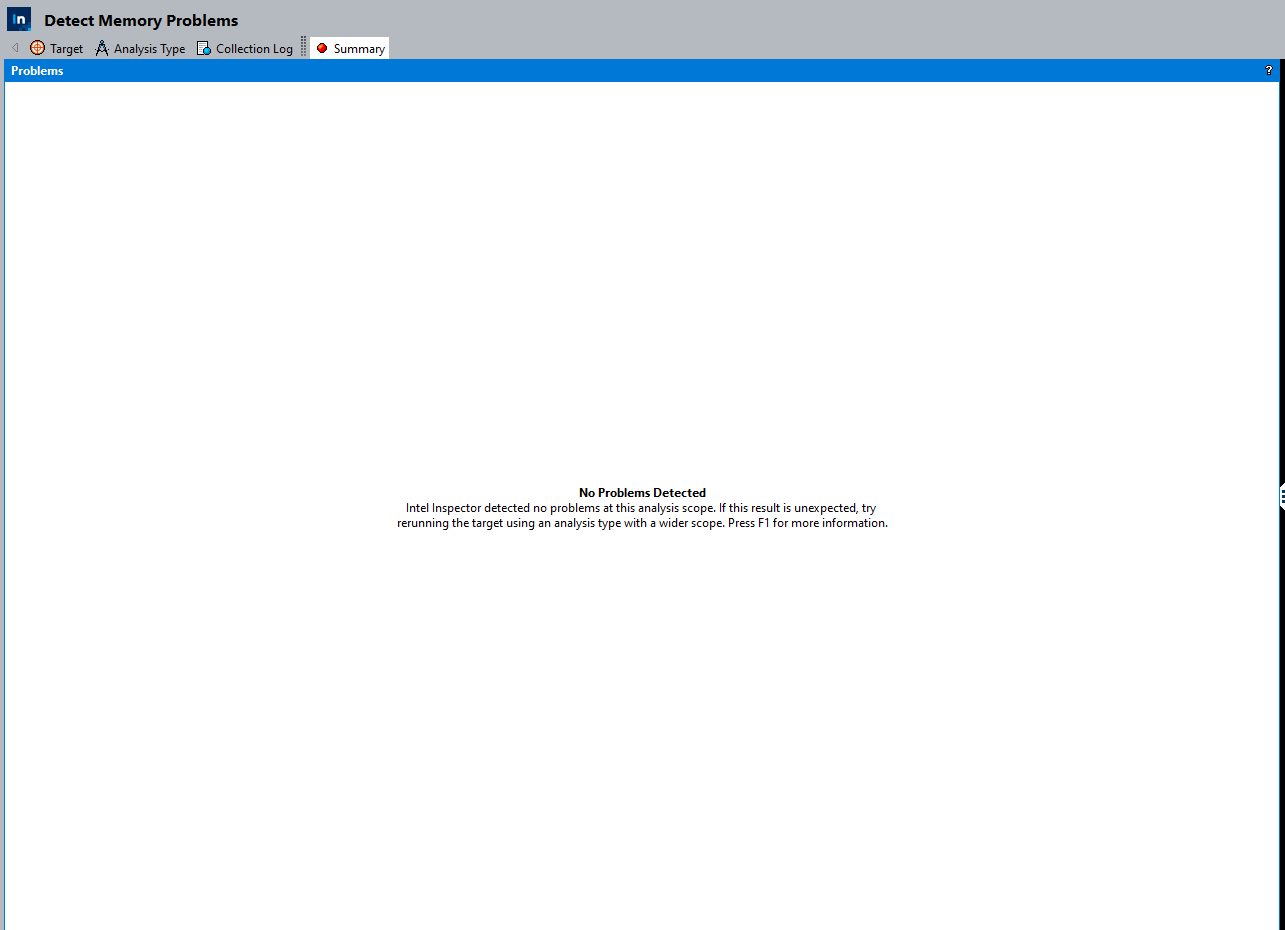 In Detect Memory Problems
Target Analysis Type Collection Log Summary
Problems ?
No Problems Detected
Intel Inspector detected no problems at this analysis scope. If this result is unexpected, try
rerunning the target using an analysis type with a wider scope. Press F1 for more information.